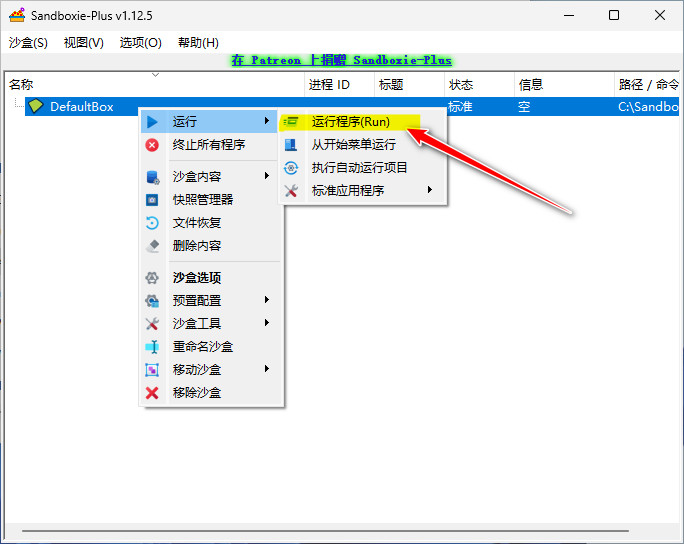 Sandboxie-Plus v1.12.5
沙盒(S) 视图(V) 选项(O) 帮助(H)
在 Patreon 上捐赠 Sandboxie-Plus
名称 进程 ID 标题 状态 信息 路径 / 命令
DefaultBox 标准 空 C:\Sandbo
运行 运行程序(Run)
终止所有程序 从开始菜单运行
执行自动运行项目
沙盒内容 标准应用程序
快照管理器
文件恢复
删除内容
沙盒选项
预置配置
沙盒工具
重命名沙盒
移动沙盒
移除沙盒